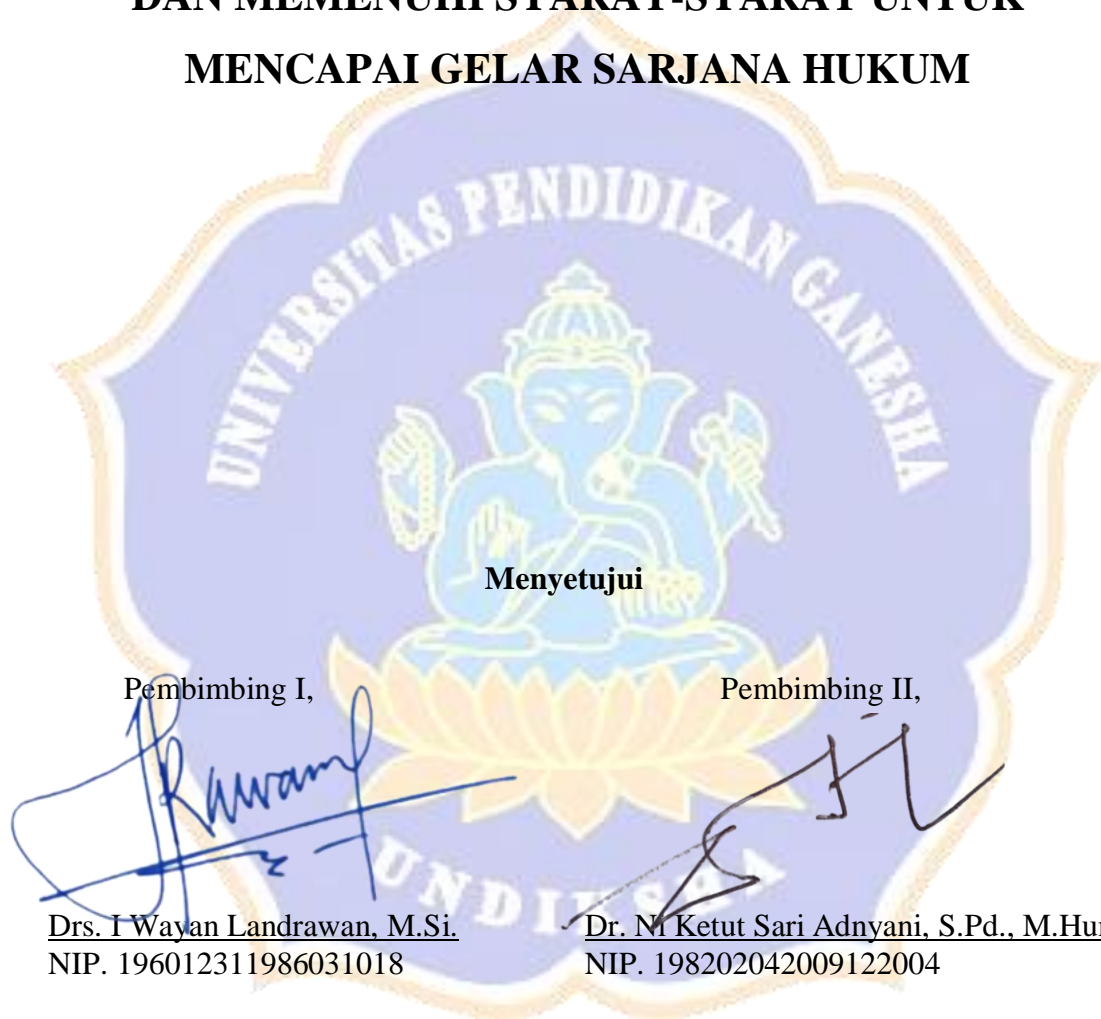 DAN MEMENUHI SYARAT-SYARAT UNTUK
MENCAPAI GELAR SARJANA HUKUM
UNIVERSITAS PENDIDIKAN GANESHA
Menyetujui
Pembimbing I,
Pembimbing II,
UNDIKSHA
Drs. I Wayan Landrawan, M.Si.
Dr. Ni Ketut Sari Adnyani, S.Pd., M.Hu
NIP. 196012311986031018
NIP. 198202042009122004